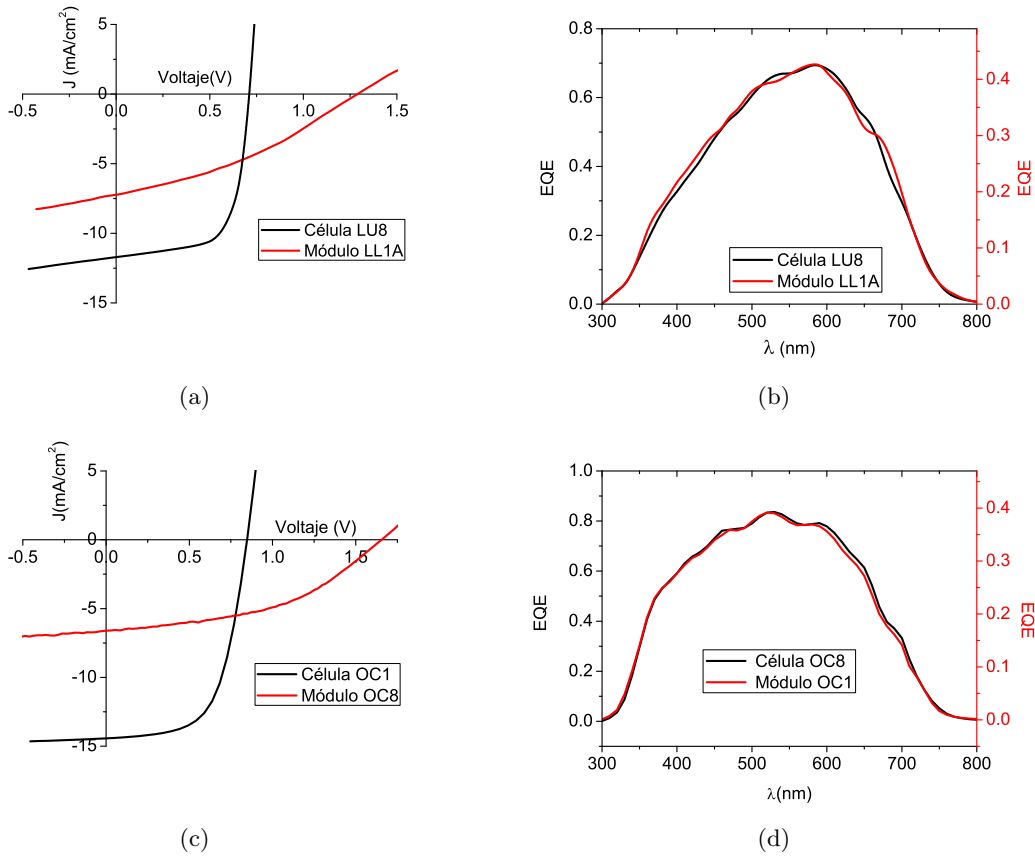 5
0
-5
-10
-15
-0.5
0.0
0.5
1.0
1.5
J (mA/cm²)
Voltaje(V)
Célula LU8
Módulo LL1A
(a)
0.8
0.6
0.4
0.2
0.0
EQE
0.4
0.3
0.2
0.1
0.0
EQE
Célula LU8
Módulo LL1A
300
400
500
600
700
800
λ (nm)
(b)
5
0
-5
-10
-15
-0.5
0.0
0.5
1.0
1.5
J(mA/cm²)
Voltaje (V)
Célula OC1
Módulo OC8
(c)
1.0
0.8
0.6
0.4
0.2
0.0
EQE
0.4
0.3
0.2
0.1
0.0
EQE
Célula OC8
Módulo OC1
300
400
500
600
700
800
λ(nm)
(d)